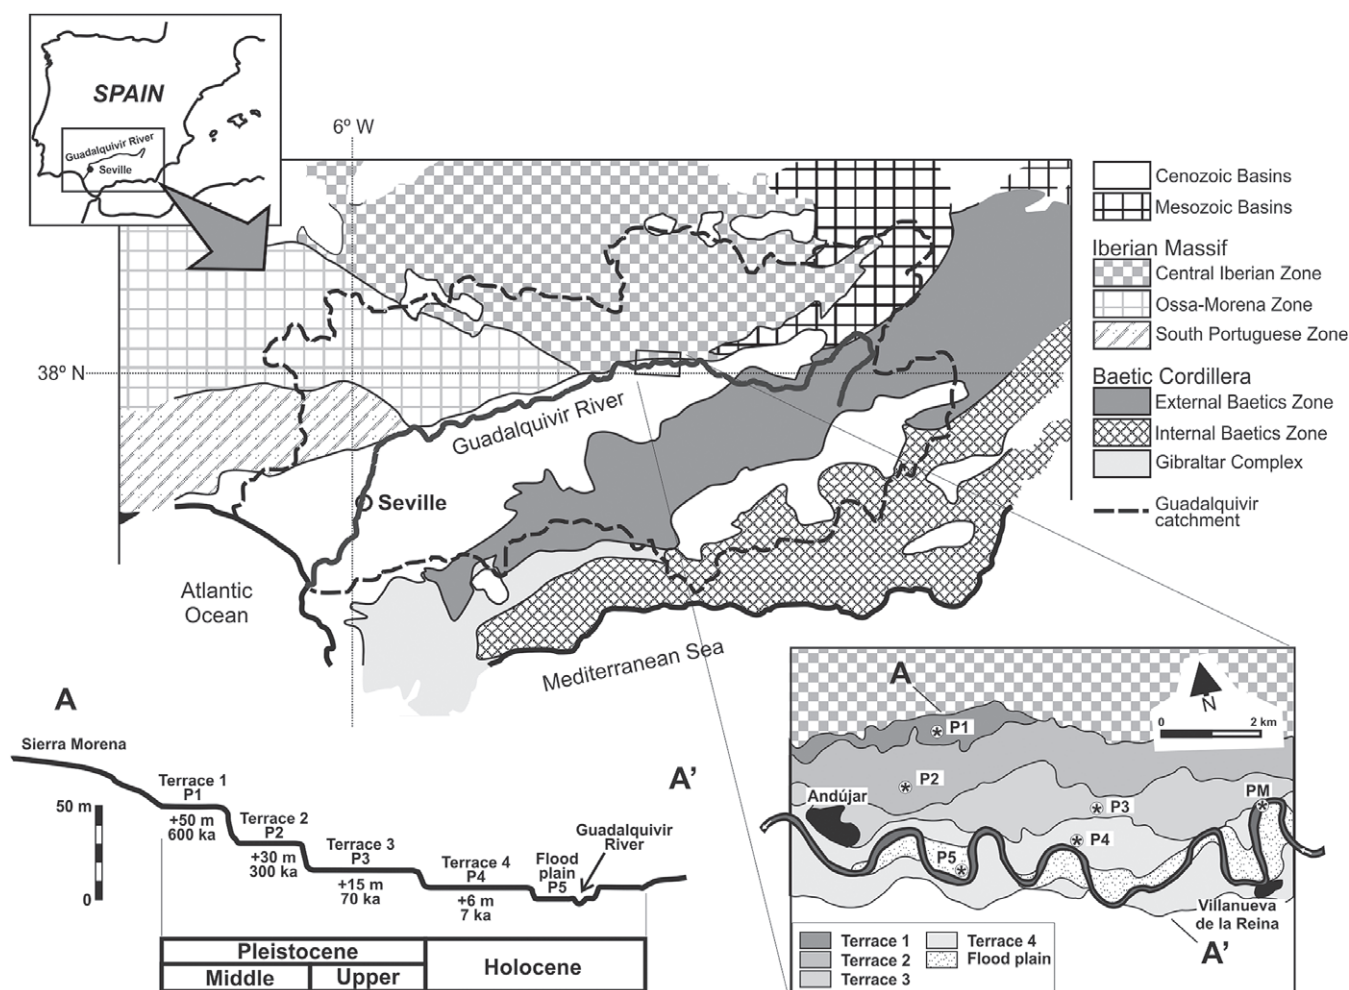 SPAIN
Guadalquivir River
Seville
6º W
38º N
Guadalquivir River
Seville
Atlantic
Ocean
Mediterranean Sea
Cenozoic Basins
Mesozoic Basins
Iberian Massif
Central Iberian Zone
Ossa-Morena Zone
South Portuguese Zone
Baetic Cordillera
External Baetics Zone
Internal Baetics Zone
Gibraltar Complex
Guadalquivir
catchment
A
Sierra Morena
A'
50 m
0
Terrace 1
P1
+50 m
600 ka
Terrace 2
P2
+30 m
300 ka
Terrace 3
P3
+15 m
70 ka
Terrace 4
P4
+6 m
7 ka
Flood
plain
P5
Guadalquivir
River
Pleistocene
Middle
Upper
Holocene
A
N
0
2 km
P1
P2
P3
PM
P4
P5
Andújar
Villanueva
de la Reina
A'
Terrace 1
Terrace 2
Terrace 3
Terrace 4
Flood plain